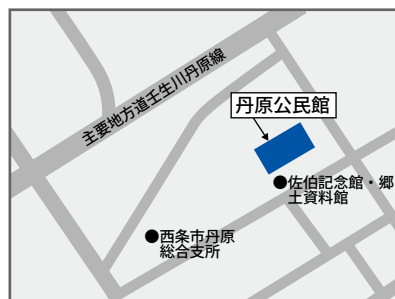 主要地方道壬生川丹原線
丹原公民館
●佐伯記念館・郷
土資料館
●西条市丹原
総合支所